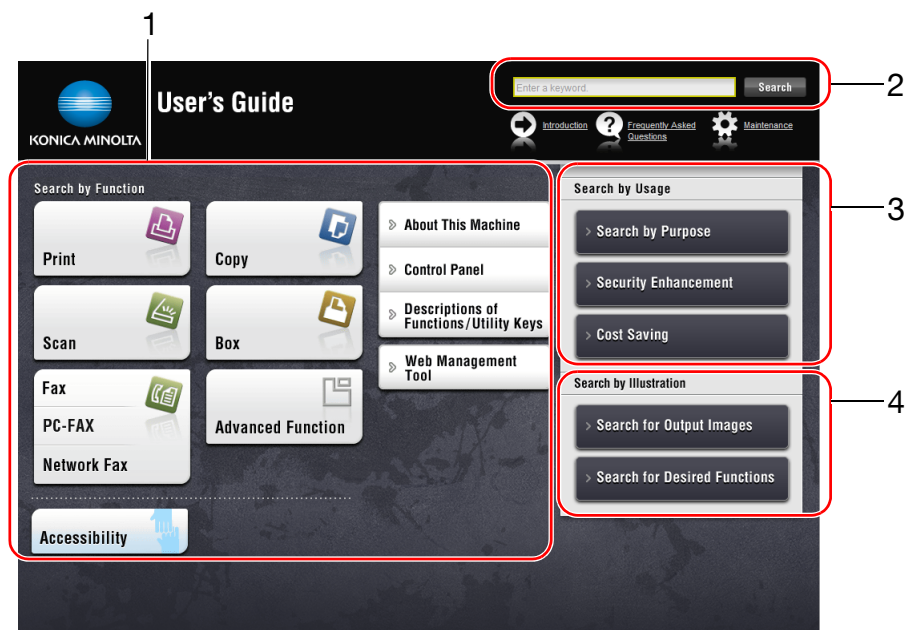 1
2
3
4
KONICA MINOLTA
User's Guide
Enter a keyword.
Search
Introduction
Frequently Asked
Questions
Maintenance
Search by Function
Print
Copy
Scan
Box
Fax
PC-FAX
Network Fax
Advanced Function
Accessibility
About This Machine
Control Panel
Descriptions of
Functions/Utility Keys
Web Management
Tool
Search by Usage
Search by Purpose
Security Enhancement
Cost Saving
Search by Illustration
Search for Output Images
Search for Desired Functions